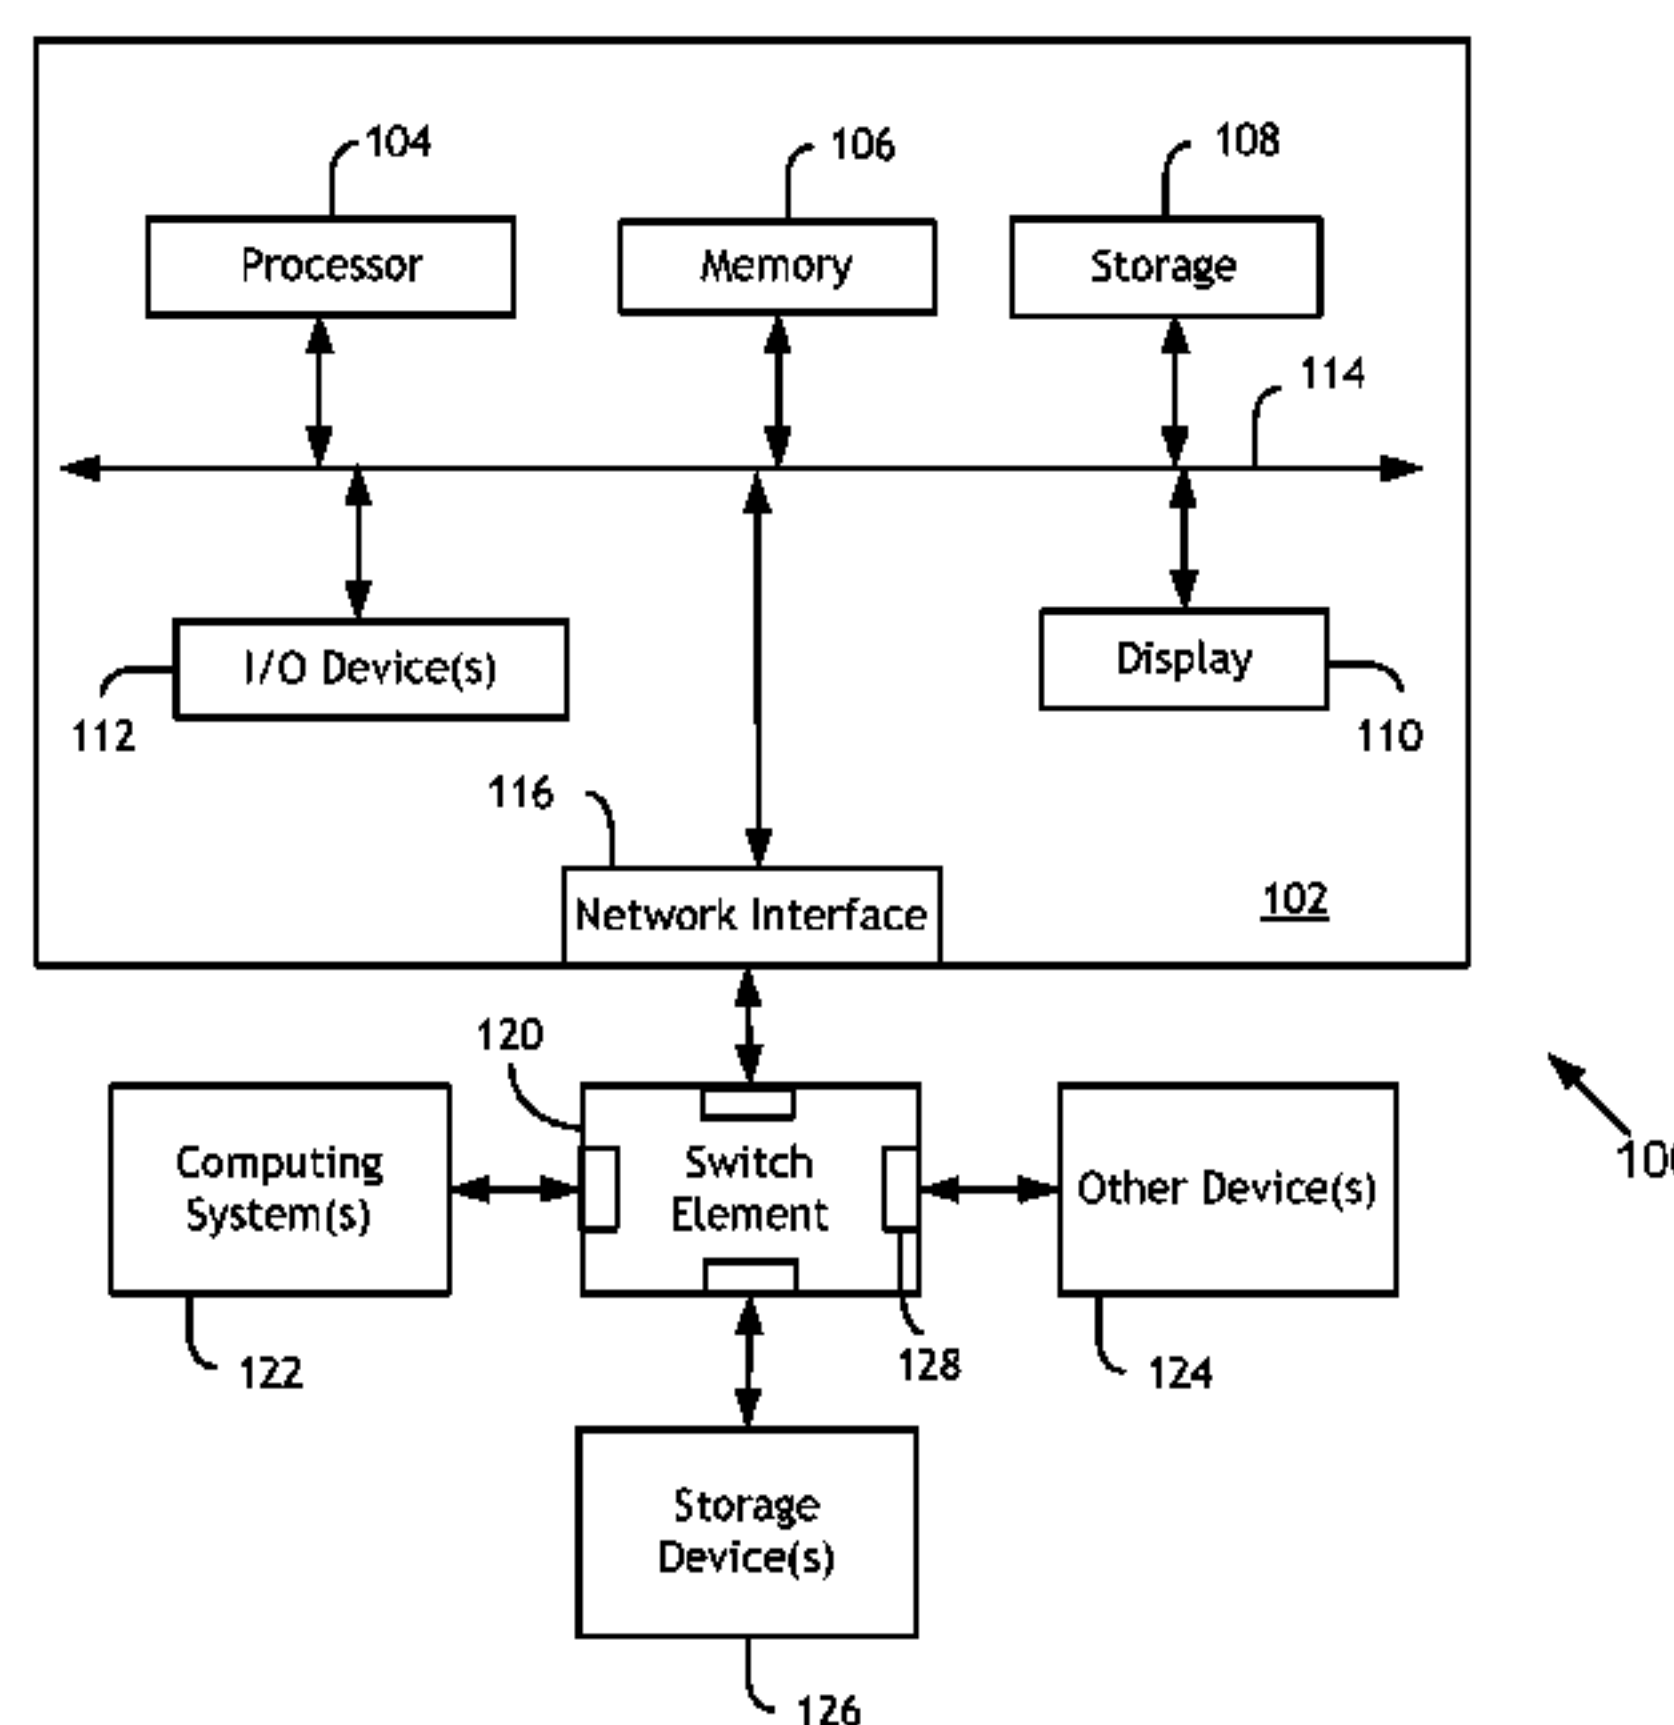 104
106
108
Processor
Memory
Storage
114
I/O Device(s)
Display
112
110
116
Network Interface
102
120
Computing
System(s)
Switch
Element
Other Device(s)
122
128
124
Storage
Device(s)
126